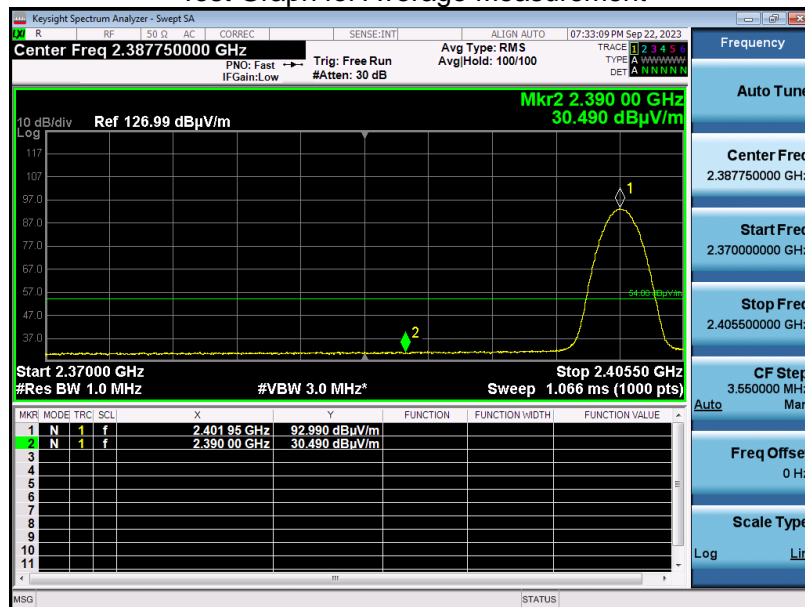 Test Graph for Average Measurement
Keysight Spectrum Analyzer - Swept SA
LXI R RF 50 Ω AC CORREC SENSE:INT ALIGN AUTO 07:33:09 PM Sep 22, 2023
Center Freq 2.387750000 GHz
PNO: Fast
IFGain:Low
Trig: Free Run
#Atten: 30 dB
Avg Type: RMS
Avg|Hold: 100/100
TRACE 1 2 3 4 5 6
TYPE A WWWWW
DET A N N N N N
Mkr2 2.390 00 GHz
30.490 dBµV/m
10 dB/div Ref 126.99 dBµV/m
Log
117
107
97.0
87.0
77.0
67.0
57.0
47.0
37.0
1
54.00 dBµV/m
2
Start 2.37000 GHz Stop 2.40550 GHz
#Res BW 1.0 MHz #VBW 3.0 MHz* Sweep 1.066 ms (1000 pts)
MKR MODE TRC SCL X Y FUNCTION FUNCTION WIDTH FUNCTION VALUE
1 N 1 f 2.401 95 GHz 92.990 dBµV/m
2 N 1 f 2.390 00 GHz 30.490 dBµV/m
3
4
5
6
7
8
9
10
11
MSG STATUS
Frequency
Auto Tune
Center Freq
2.387750000 GHz
Start Freq
2.370000000 GHz
Stop Freq
2.405500000 GHz
CF Step
3.550000 MHz
Auto Man
Freq Offset
0 Hz
Scale Type
Log Lin